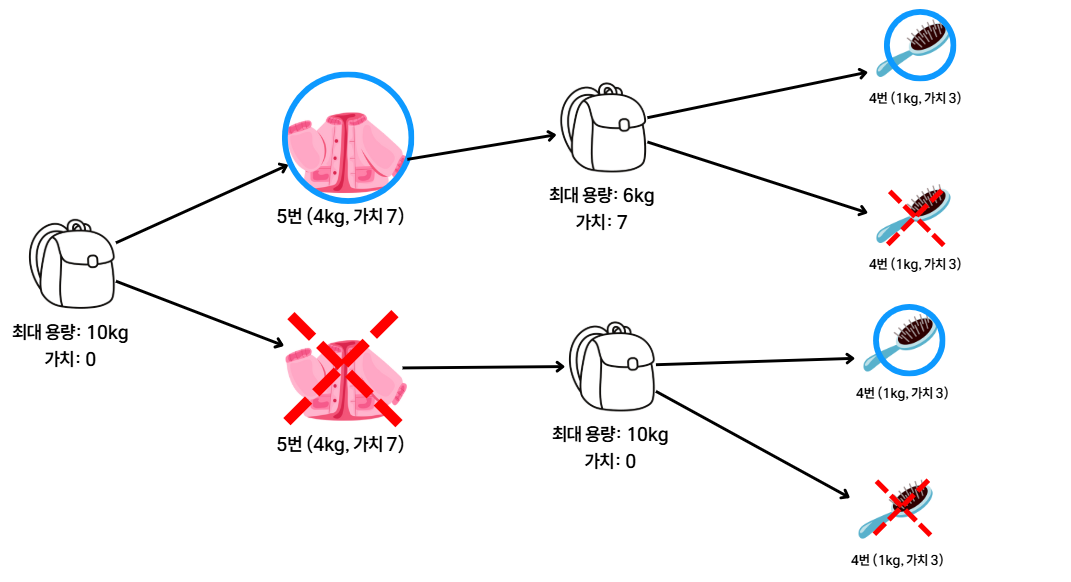 4번 (1kg, 가치 3)
5번 (4kg, 가치 7)
최대 용량: 6kg
가치: 7
4번 (1kg, 가치 3)
최대 용량: 10kg
가치: 0
4번 (1kg, 가치 3)
5번 (4kg, 가치 7)
최대 용량: 10kg
가치: 0
4번 (1kg, 가치 3)